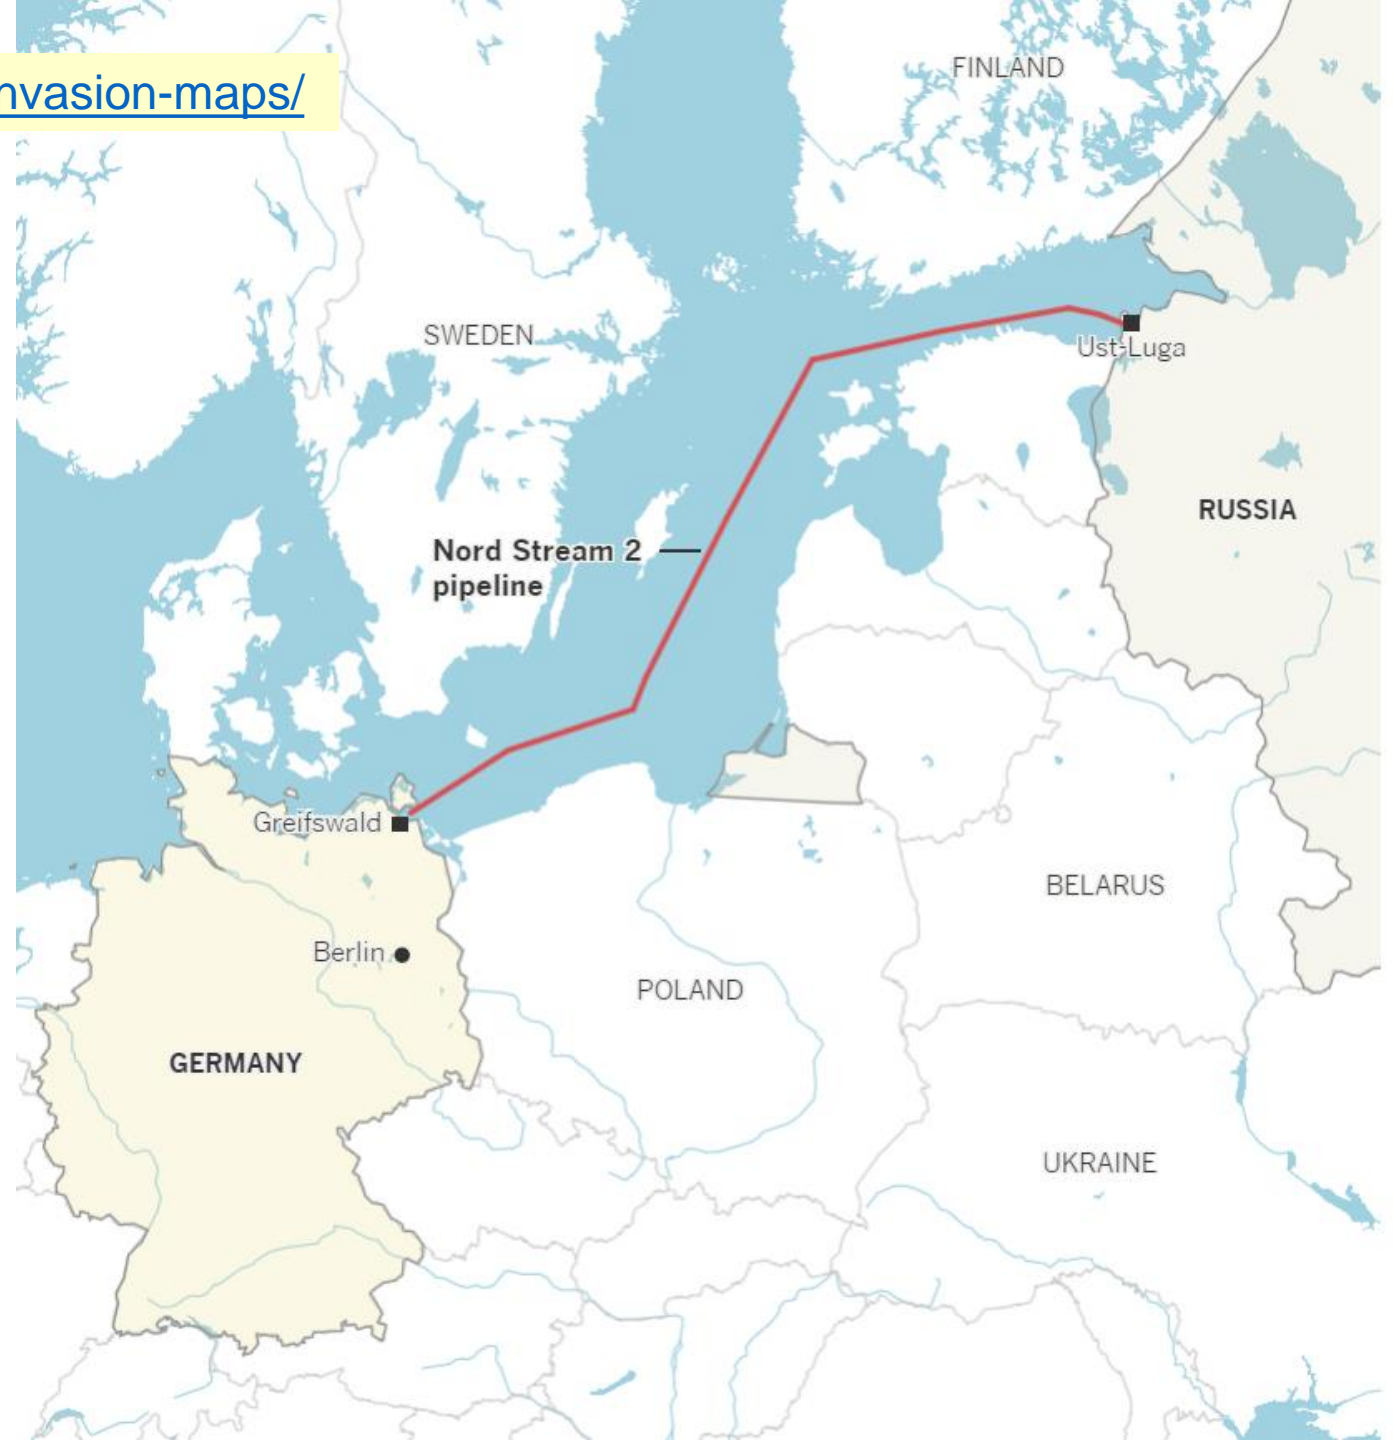 nvasion-maps/
FINLAND
SWEDEN
Ust-Luga
RUSSIA
Nord Stream 2
pipeline
Greifswald
BELARUS
Berlin
POLAND
GERMANY
UKRAINE